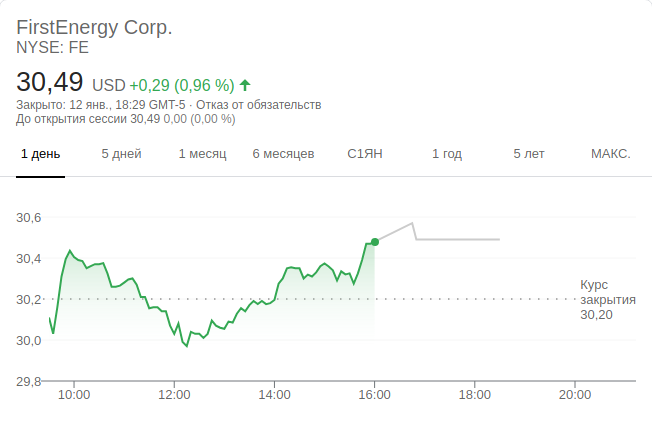 FirstEnergy Corp.
NYSE: FE
30,49 USD +0,29 (0,96 %)
Закрыто: 12 янв., 18:29 GMT-5 · Отказ от обязательств
До открытия сессии 30,49 0,00 (0,00 %)
1 день 5 дней 1 месяц 6 месяцев С1ЯН 1 год 5 лет МАКС.
30,6
30,4
30,2
30,0
29,8
Курс
закрытия
30,20
10:00 12:00 14:00 16:00 18:00 20:00